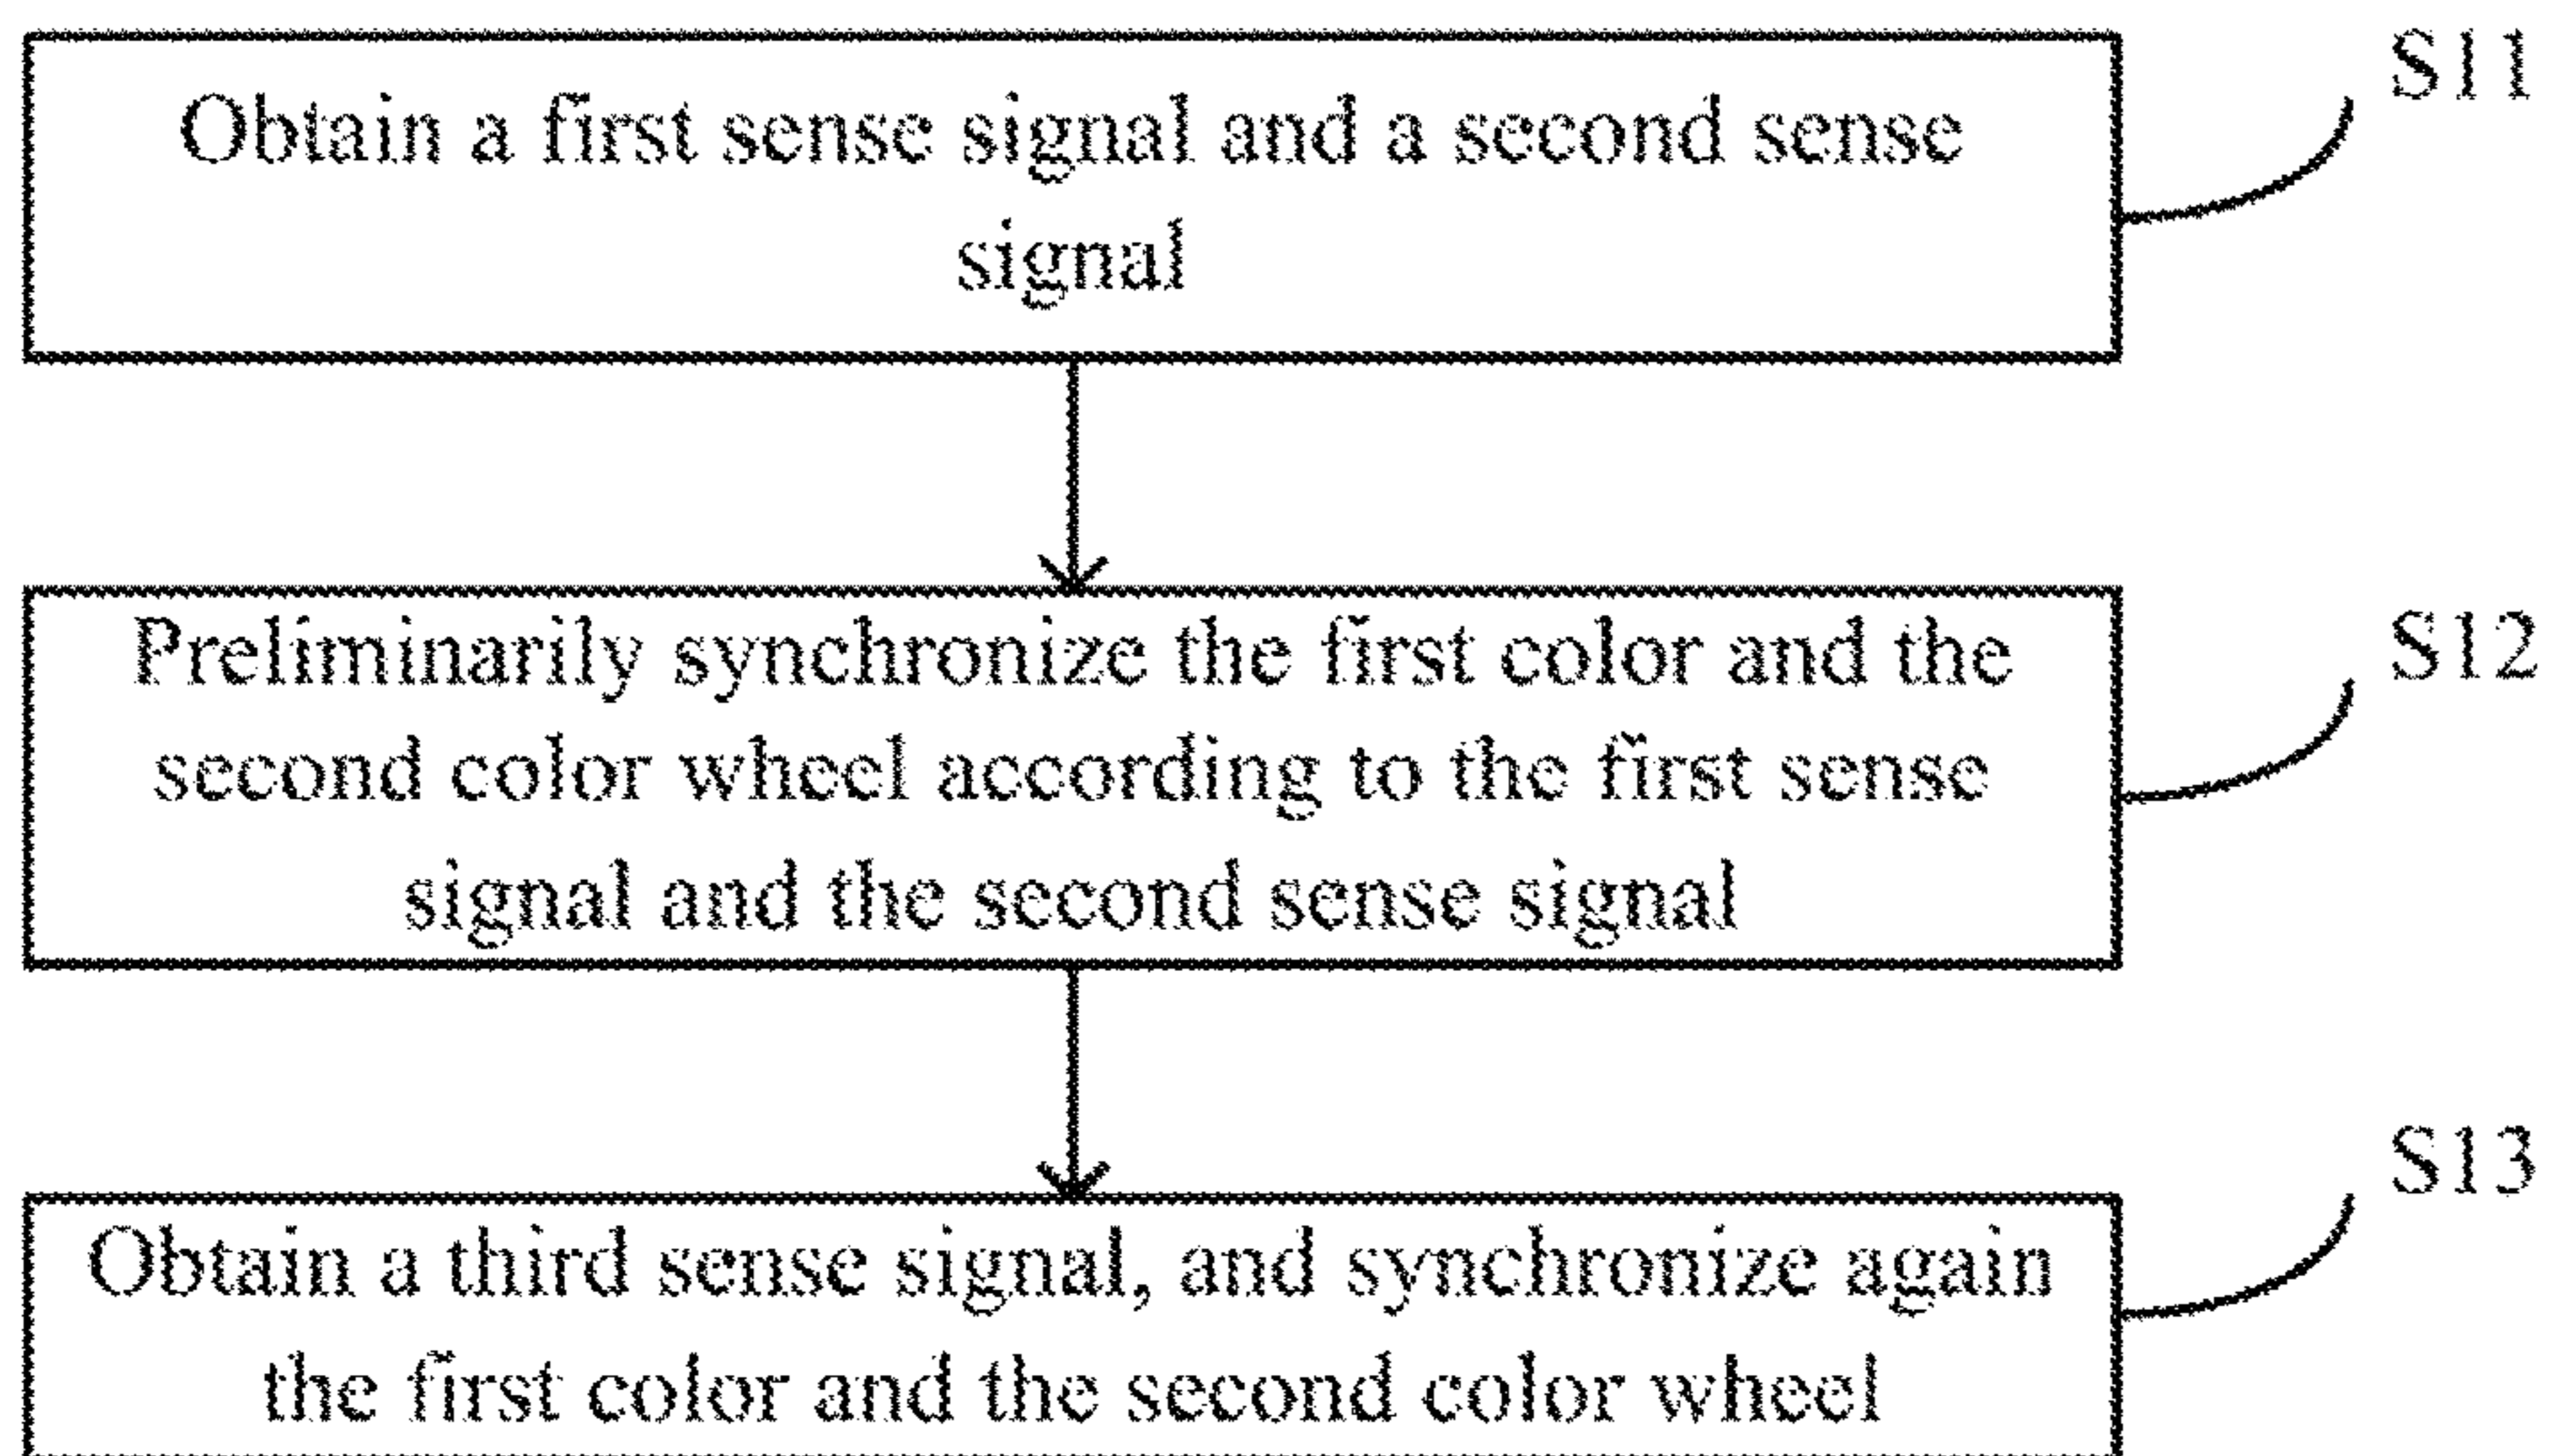 S11
Obtain a first sense signal and a second sense
signal
S12
Preliminarily synchronize the first color and the
second color wheel according to the first sense
signal and the second sense signal
S13
Obtain a third sense signal, and synchronize again
the first color and the second color wheel